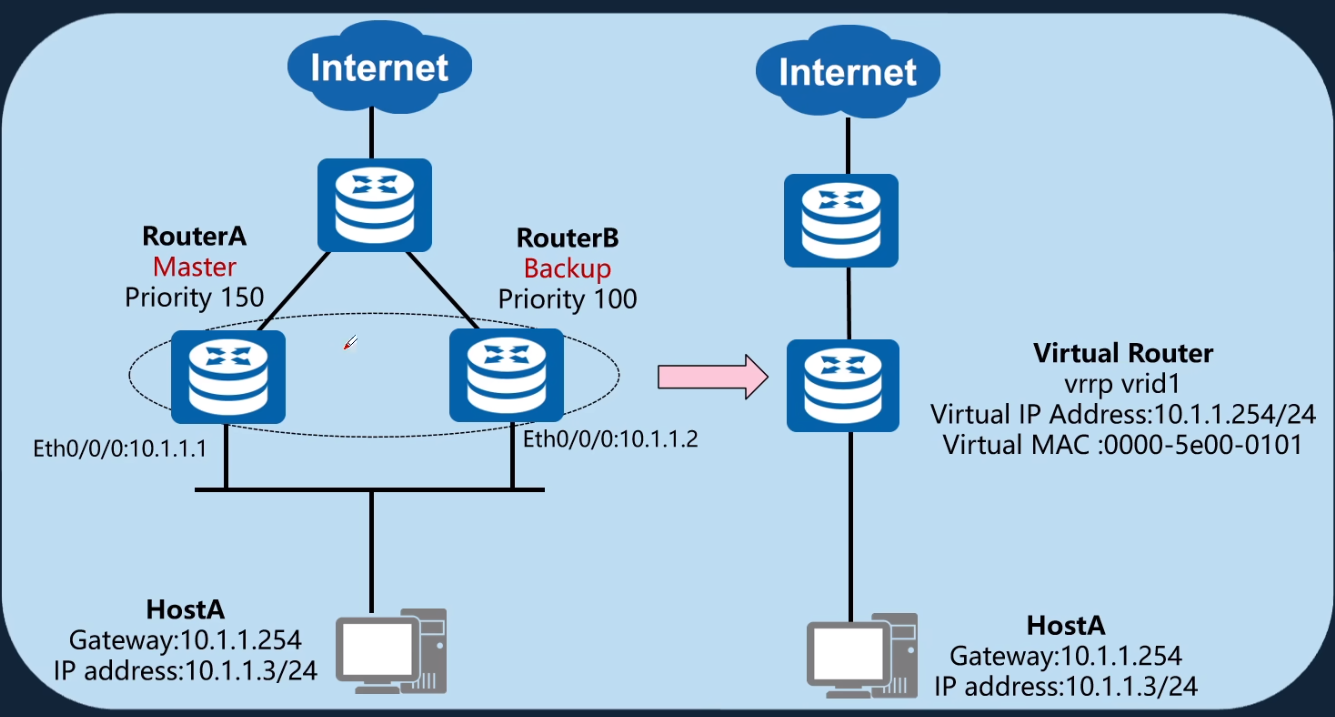 Internet
RouterA
Master
Priority 150
RouterB
Backup
Priority 100
Eth0/0/0:10.1.1.1
Eth0/0/0:10.1.1.2
HostA
Gateway:10.1.1.254
IP address:10.1.1.3/24
Internet
Virtual Router
vrrp vrid1
Virtual IP Address:10.1.1.254/24
Virtual MAC :0000-5e00-0101
HostA
Gateway:10.1.1.254
IP address:10.1.1.3/24